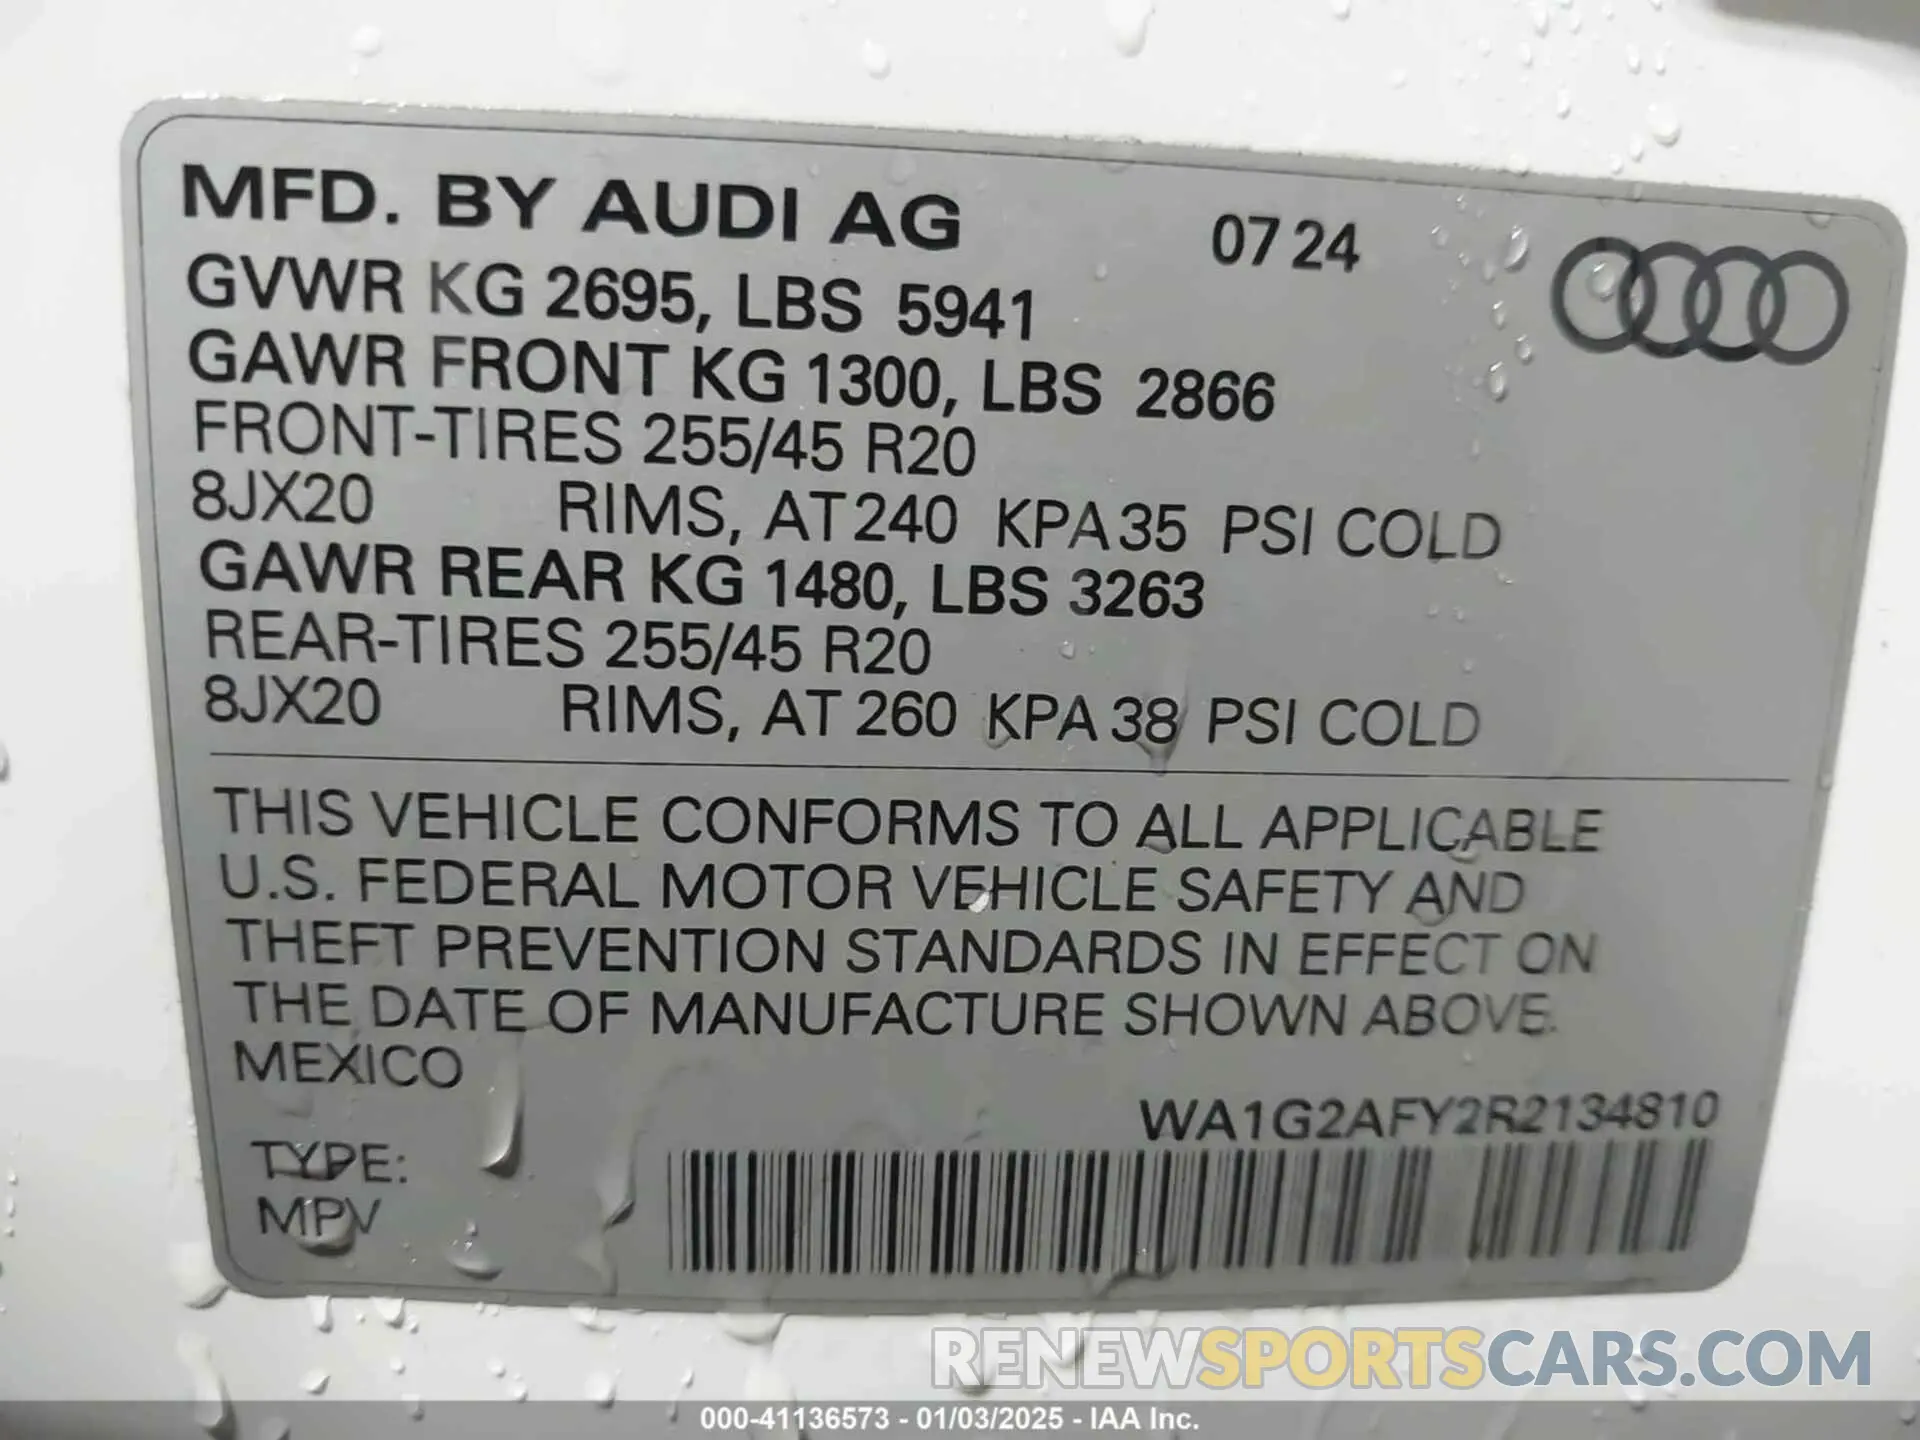 MFD. BY AUDI AG 07 24
GVWR KG 2695, LBS 5941
GAWR FRONT KG 1300, LBS 2866
FRONT-TIRES 255/45 R20
8JX20 RIMS, AT 240 KPA 35 PSI COLD
GAWR REAR KG 1480, LBS 3263
REAR-TIRES 255/45 R20
8JX20 RIMS, AT 260 KPA 38 PSI COLD
THIS VEHICLE CONFORMS TO ALL APPLICABLE
U.S. FEDERAL MOTOR VEHICLE SAFETY AND
THEFT PREVENTION STANDARDS IN EFFECT ON
THE DATE OF MANUFACTURE SHOWN ABOVE.
MEXICO
WA1G2AFY2R2134810
TYPE:
MPV
RENEWSPORTSCARS.COM
000-41136573 - 01/03/2025 - IAA Inc.